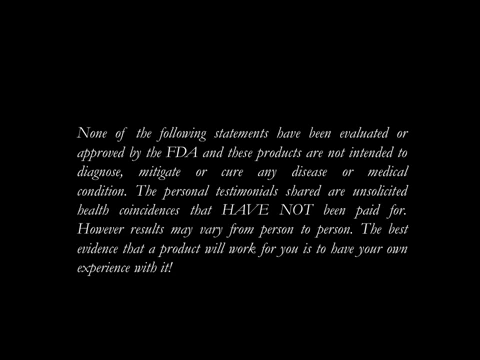 None of the following statements have been evaluated or
approved by the FDA and these products are not intended to
diagnose, mitigate or cure any disease or medical
condition. The personal testimonials shared are unsolicited
health coincidences that HAVE NOT been paid for.
However results may vary from person to person. The best
evidence that a product will work for you is to have your own
experience with it!